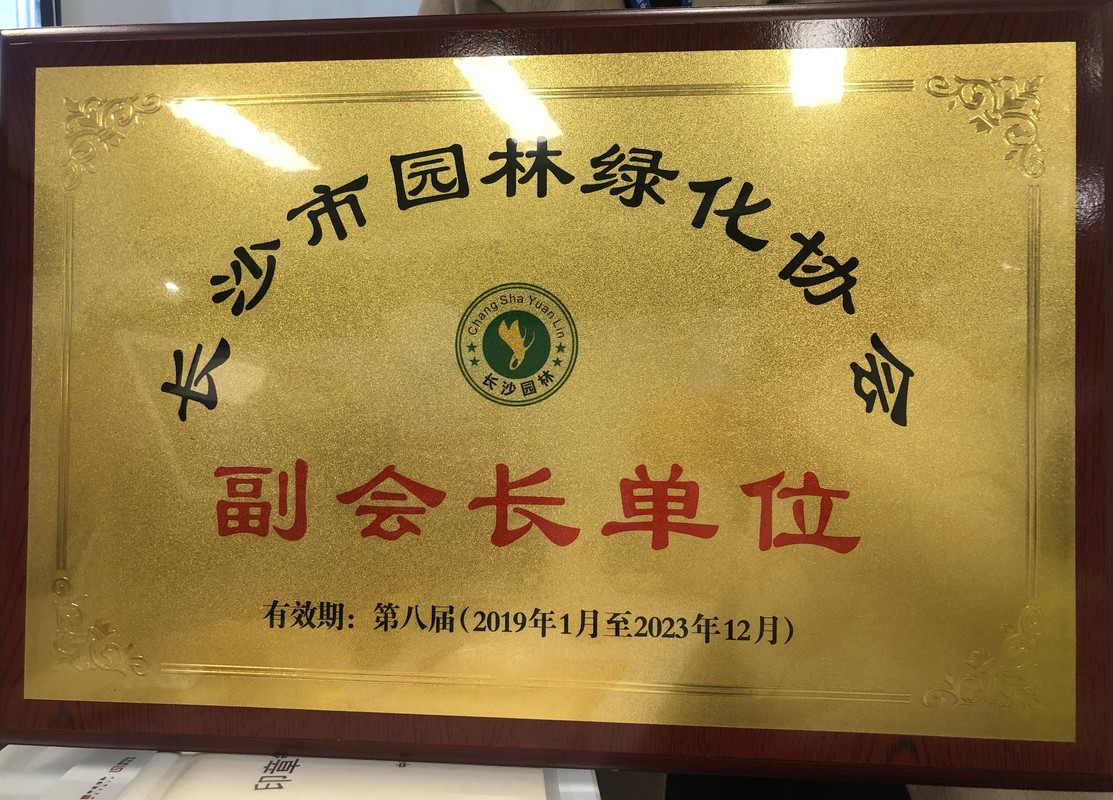 长沙市园林绿化协会
Chang Sha Yuan Lin
长沙园林
副会长单位
有效期：第八届（2019年1月至2023年12月）